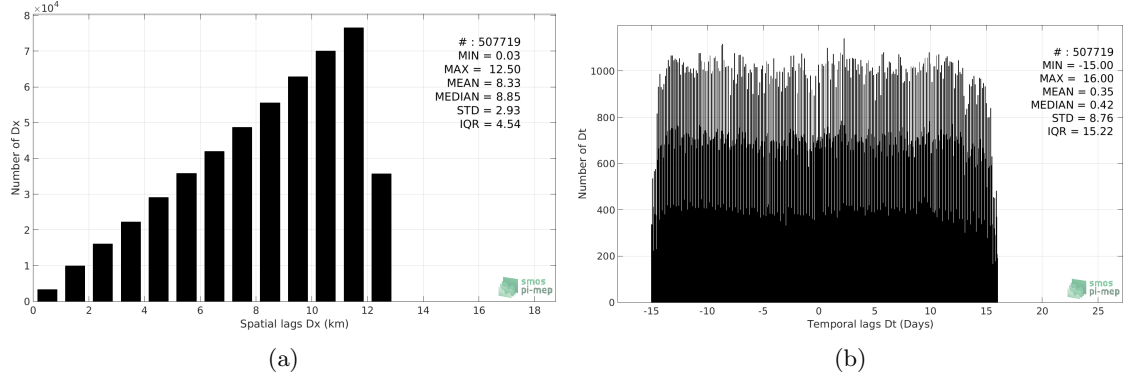 ×10^4
8
7
6
5
4
3
2
1
0
Number of Dx
# : 507719
MIN = 0.03
MAX = 12.50
MEAN = 8.33
MEDIAN = 8.85
STD = 2.93
IQR = 4.54
smos
pi-mep
0 2 4 6 8 10 12 14 16 18
Spatial lags Dx (km)
(a)
1000
800
600
400
200
0
Number of Dt
# : 507719
MIN = -15.00
MAX = 16.00
MEAN = 0.35
MEDIAN = 0.42
STD = 8.76
IQR = 15.22
smos
pi-mep
-15 -10 -5 0 5 10 15 20 25
Temporal lags Dt (Days)
(b)